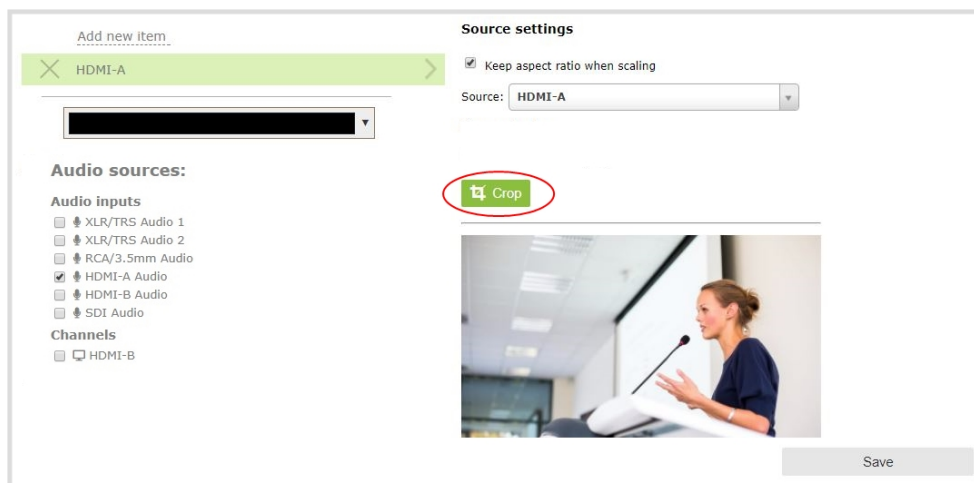 Add new item
HDMI-A
Audio sources:
Audio inputs
XLR/TRS Audio 1
XLR/TRS Audio 2
RCA/3.5mm Audio
HDMI-A Audio
HDMI-B Audio
SDI Audio
Channels
HDMI-B
Source settings
Keep aspect ratio when scaling
Source: HDMI-A
Crop
Save